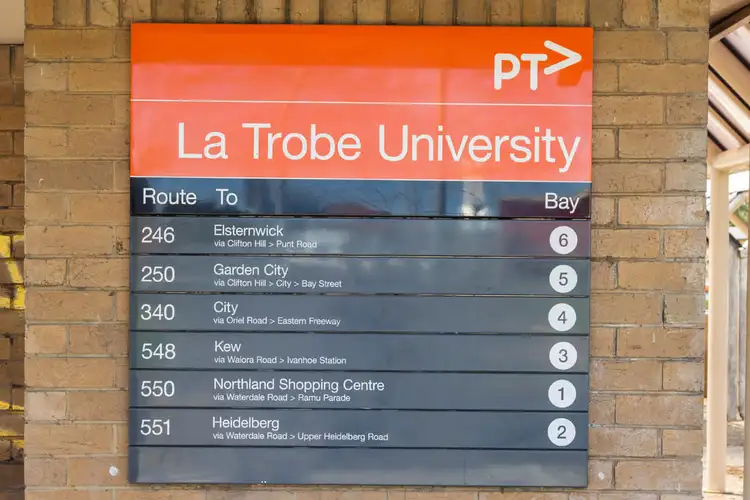 PT>
La Trobe University
Route To Bay
246 Elsternwick 6
via Clifton Hill > Punt Road
250 Garden City 5
via Clifton Hill > City > Bay Street
340 City 4
via Oriel Road > Eastern Freeway
548 Kew 3
via Waiora Road > Ivanhoe Station
550 Northland Shopping Centre 1
via Waterdale Road > Ramu Parade
551 Heidelberg 2
via Waterdale Road > Upper Heidelberg Road